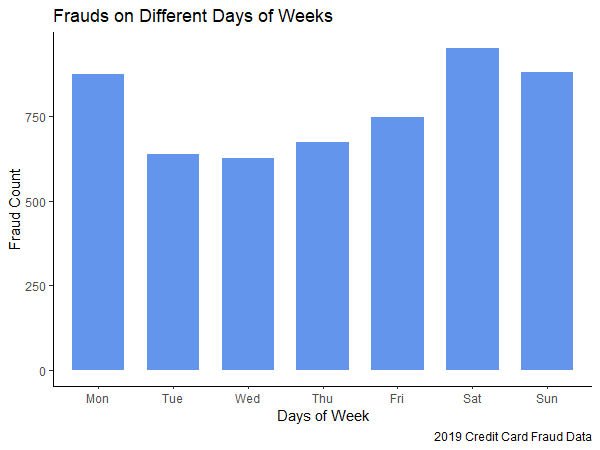 Frauds on Different Days of Weeks
Fraud Count
750
500
250
0
Mon Tue Wed Thu Fri Sat Sun
Days of Week
2019 Credit Card Fraud Data